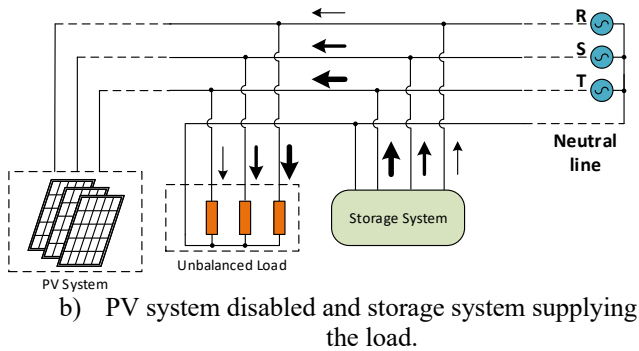 R
S
T
Neutral
line
Storage System
Unbalanced Load
PV System
b) PV system disabled and storage system supplying
the load.